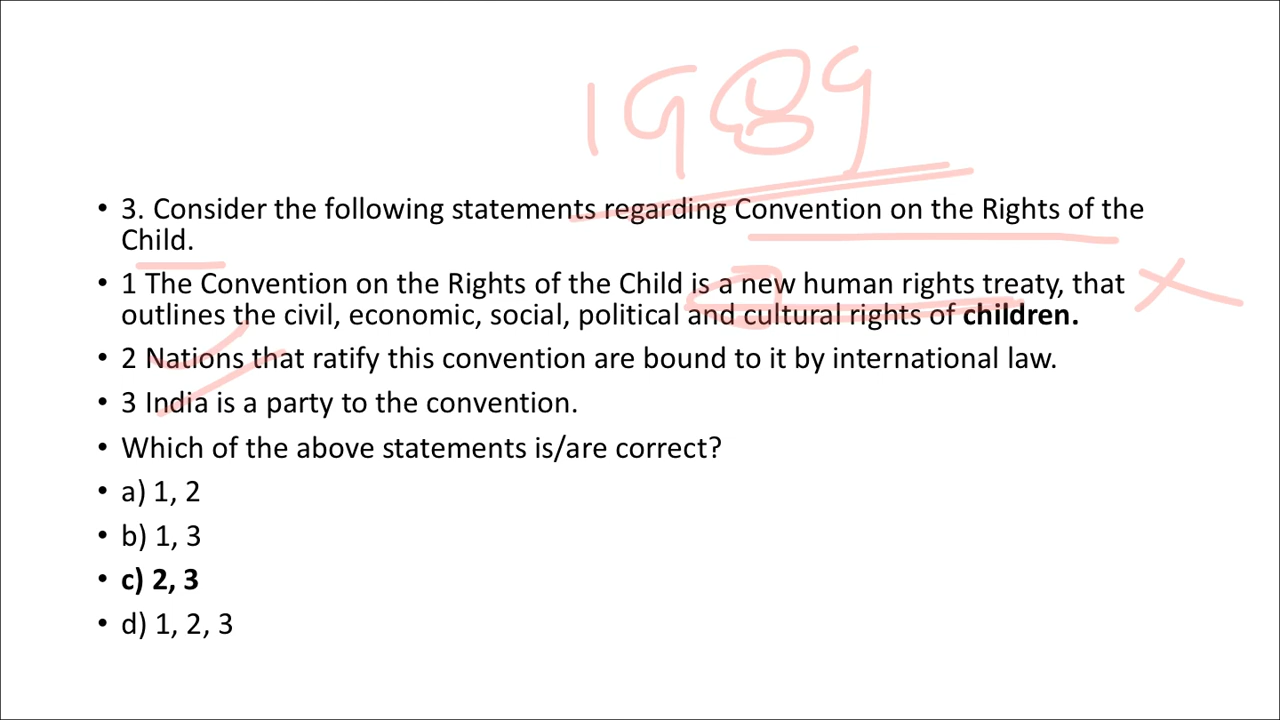 1989
• 3. Consider the following statements regarding Convention on the Rights of the
Child.
• 1 The Convention on the Rights of the Child is a new human rights treaty, that
outlines the civil, economic, social, political and cultural rights of children.
• 2 Nations that ratify this convention are bound to it by international law.
• 3 India is a party to the convention.
• Which of the above statements is/are correct?
• a) 1, 2
• b) 1, 3
• c) 2, 3
• d) 1, 2, 3